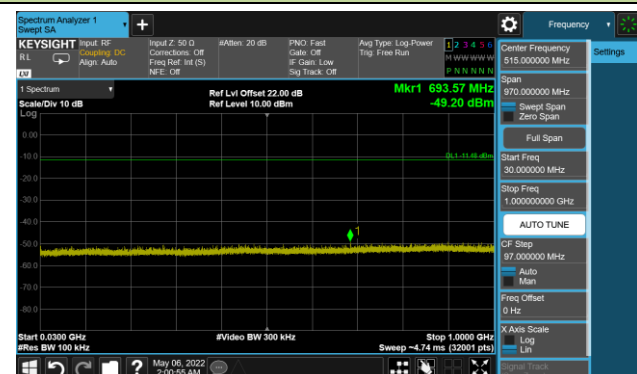 Spectrum Analyzer 1
Swept SA
Frequency
KEYSIGHT
RL
Input: RF
Coupling: DC
Align: Auto
Input Z: 50 Ω
Corrections: Off
Freq Ref: Int (S)
NFE: Off
#Atten: 20 dB
PNO: Fast
Gate: Off
IF Gain: Low
Sig Track: Off
Avg Type: Log-Power
Trig: Free Run
1 2 3 4 5 6
M W W W W W
P N N N N N
1 Spectrum
Scale/Div 10 dB
Log
Ref Lvl Offset 22.00 dB
Ref Level 10.00 dBm
Mkr1 693.57 MHz
-49.20 dBm
0.00
-10.0
-20.0
-30.0
-40.0
-50.0
-60.0
-70.0
-80.0
1
Start 0.0300 GHz
#Res BW 100 kHz
#Video BW 300 kHz
Stop 1.0000 GHz
Sweep ~4.74 ms (32001 pts)
May 06, 2022
2:00:55 AM
Center Frequency
515.000000 MHz
Span
970.000000 MHz
Swept Span
Zero Span
Full Span
Start Freq
30.000000 MHz
Stop Freq
1.000000000 GHz
AUTO TUNE
CF Step
97.000000 MHz
Auto
Man
Freq Offset
0 Hz
X Axis Scale
Log
Lin
Signal Track
Settings